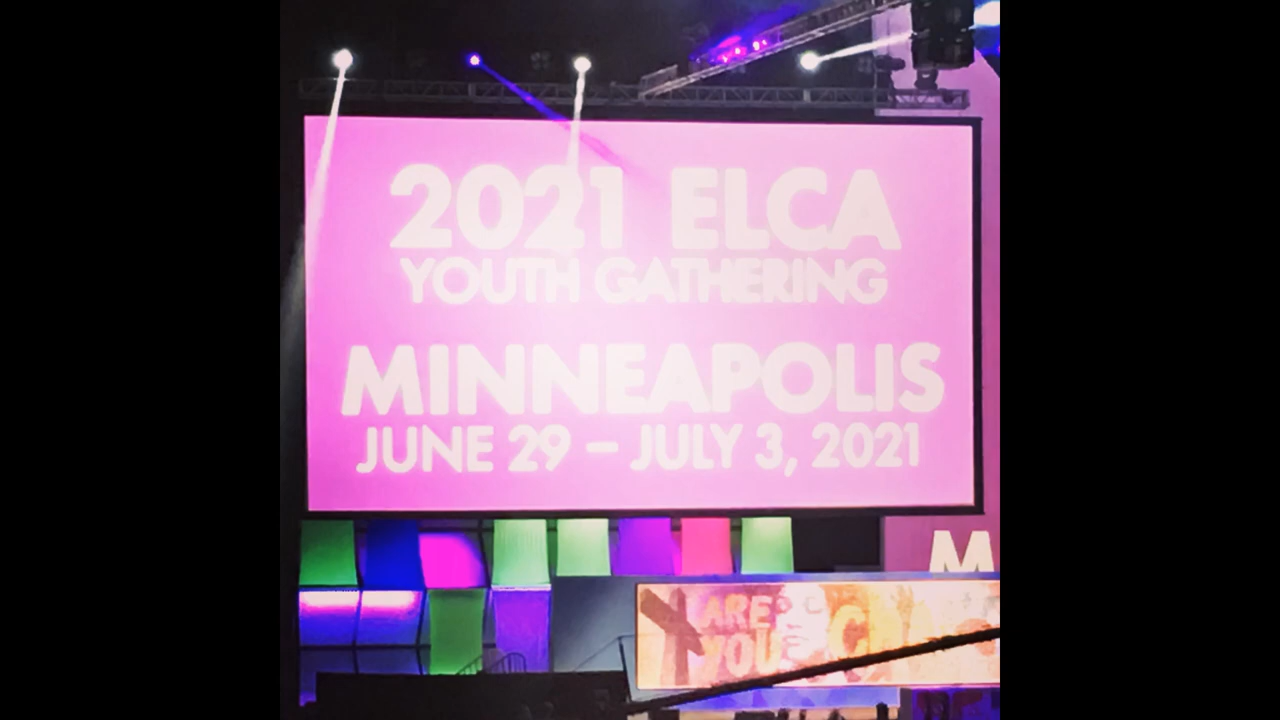 2021 ELCA
YOUTH GATHERING
MINNEAPOLIS
JUNE 29 – JULY 3, 2021
M
ARE
YOU